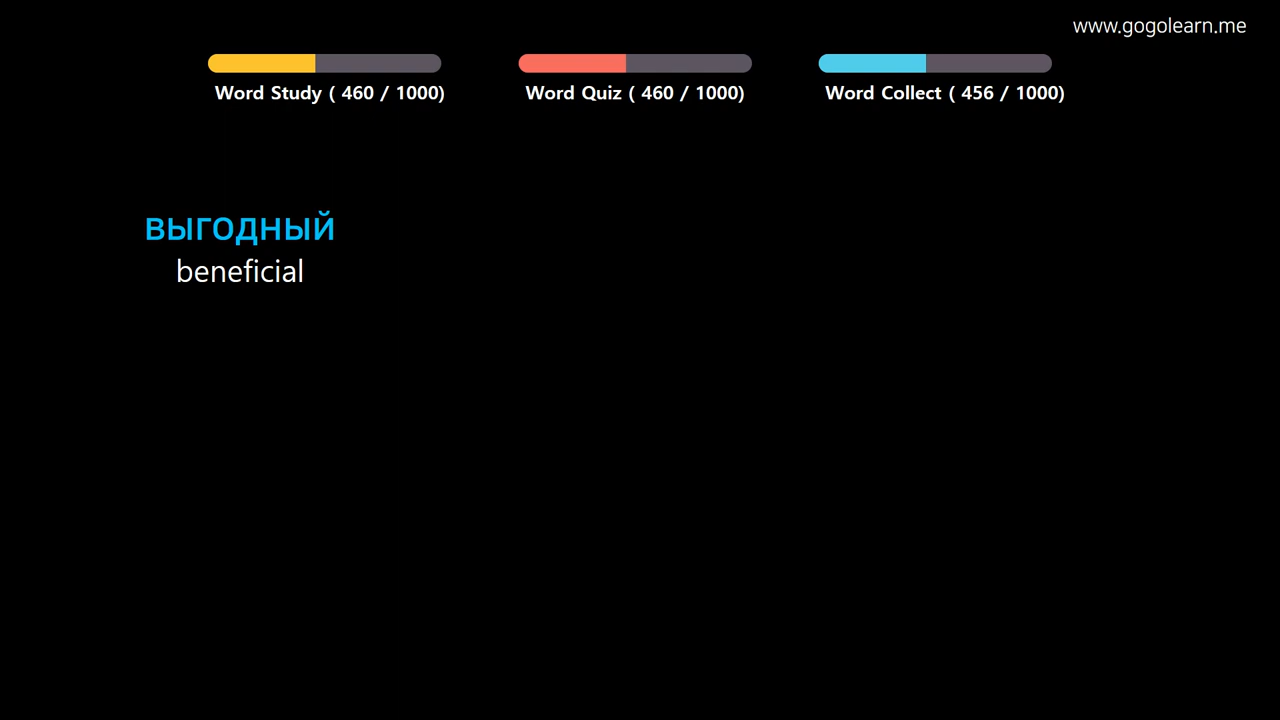 www.gogolearn.me
Word Study ( 460 / 1000)
Word Quiz ( 460 / 1000)
Word Collect ( 456 / 1000)
выгодный
beneficial